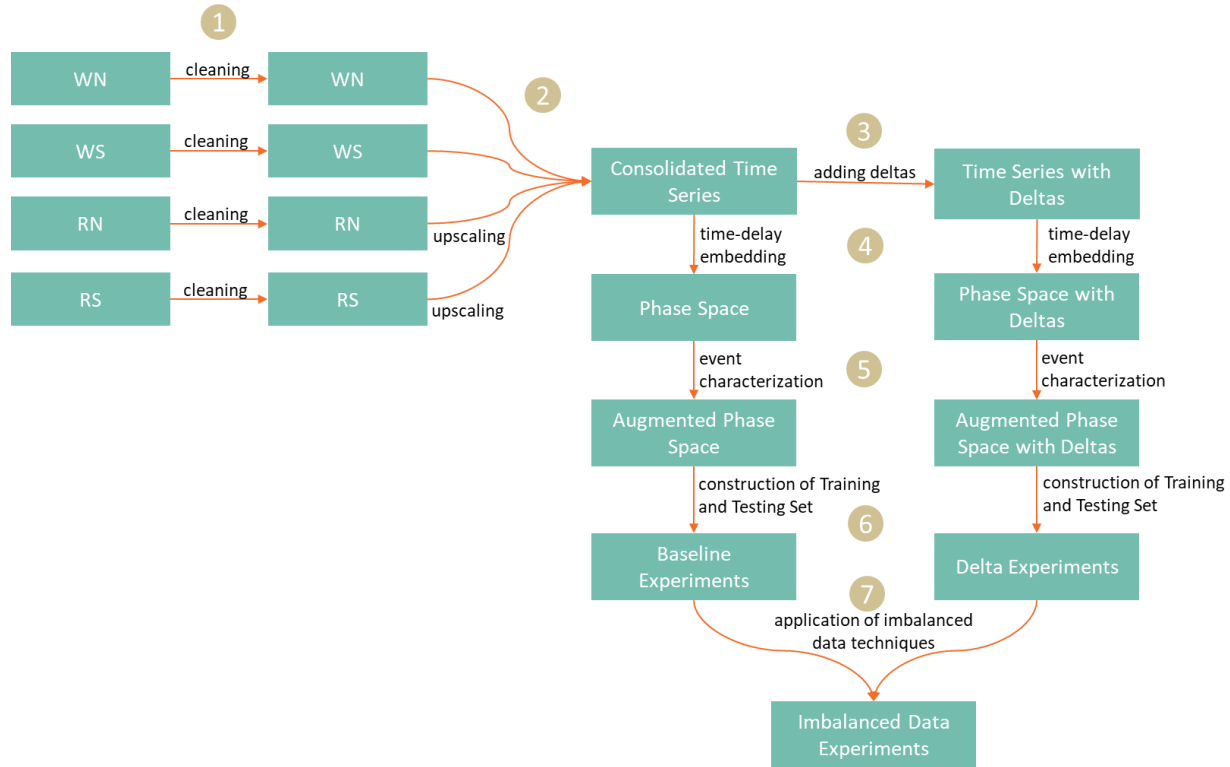 1
WN
cleaning
WN
2
WS
cleaning
WS
3
Consolidated Time
Series
adding deltas
Time Series with
Deltas
RN
cleaning
RN
upscaling
time-delay
embedding
4
time-delay
embedding
RS
cleaning
RS
upscaling
Phase Space
Phase Space with
Deltas
event
characterization
5
event
characterization
Augmented Phase
Space
Augmented Phase
Space with Deltas
construction of Training
and Testing Set
6
construction of Training
and Testing Set
Baseline
Experiments
Delta Experiments
7
application of imbalanced
data techniques
Imbalanced Data
Experiments